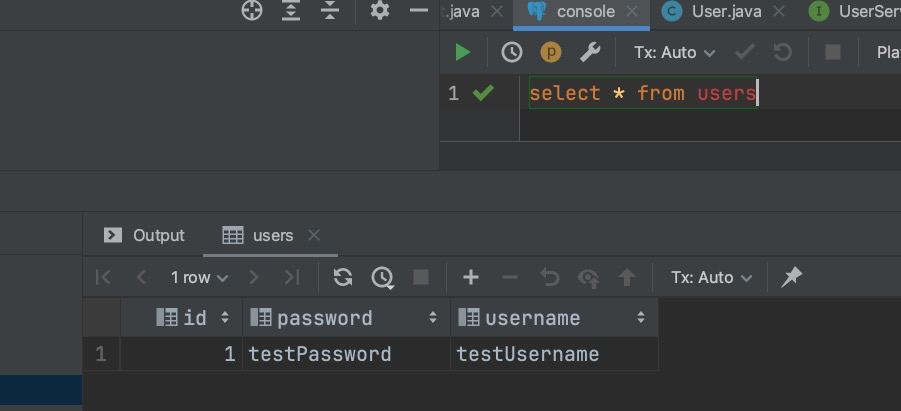 .java console User.java UserServ
p Tx: Auto Pla
1 select * from users
Output users
1 row Tx: Auto
id password username
1 1 testPassword testUsername